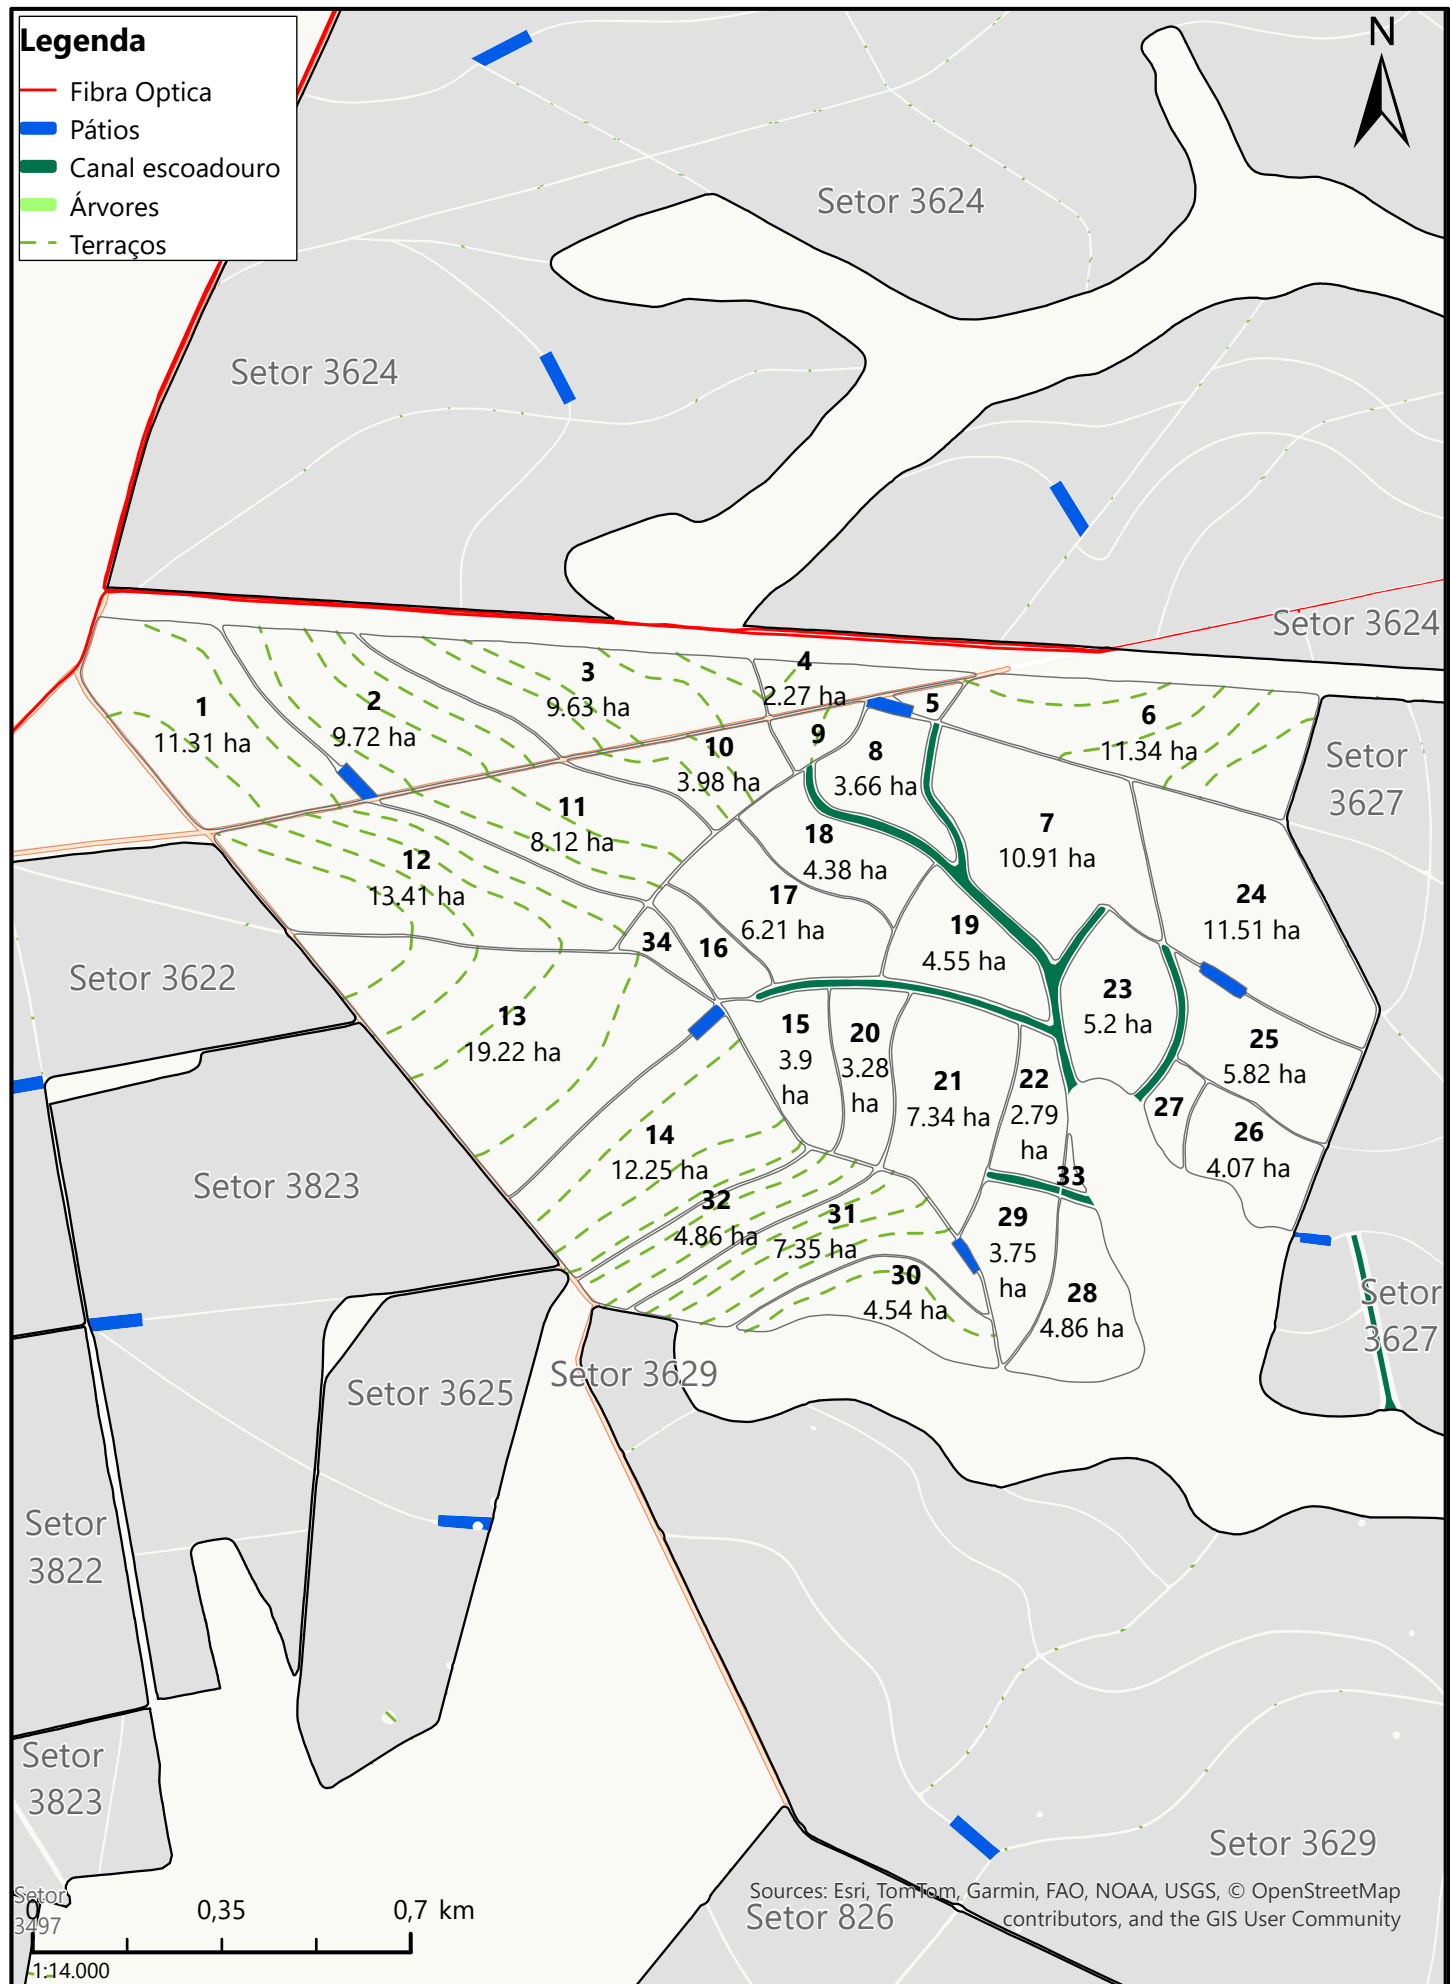 Legenda
Fibra Optica
Pátios
Canal escoadouro
Árvores
Terraços
N
Setor 3624
Setor 3624
Setor 3624
1
11.31 ha
2
9.72 ha
3
9.63 ha
4
2.27 ha
5
6
11.34 ha
Setor
3627
7
10.91 ha
8
3.66 ha
9
10
3.98 ha
11
8.12 ha
12
13.41 ha
18
4.38 ha
17
6.21 ha
19
4.55 ha
24
11.51 ha
34
16
13
19.22 ha
Setor 3622
23
5.2 ha
15
3.9
ha
20
3.28
ha
21
7.34 ha
22
2.79
ha
25
5.82 ha
27
26
4.07 ha
14
12.25 ha
Setor 3823
32
4.86 ha
31
7.35 ha
33
29
3.75
ha
30
4.54 ha
28
4.86 ha
Setor
3627
Setor 3625
Setor 3629
Setor
3822
Setor
3823
Setor 3629
Setor
3497
0
0,35
0,7 km
1:14.000
Sources: Esri, TomTom, Garmin, FAO, NOAA, USGS, © OpenStreetMap
contributors, and the GIS User Community
Setor 826